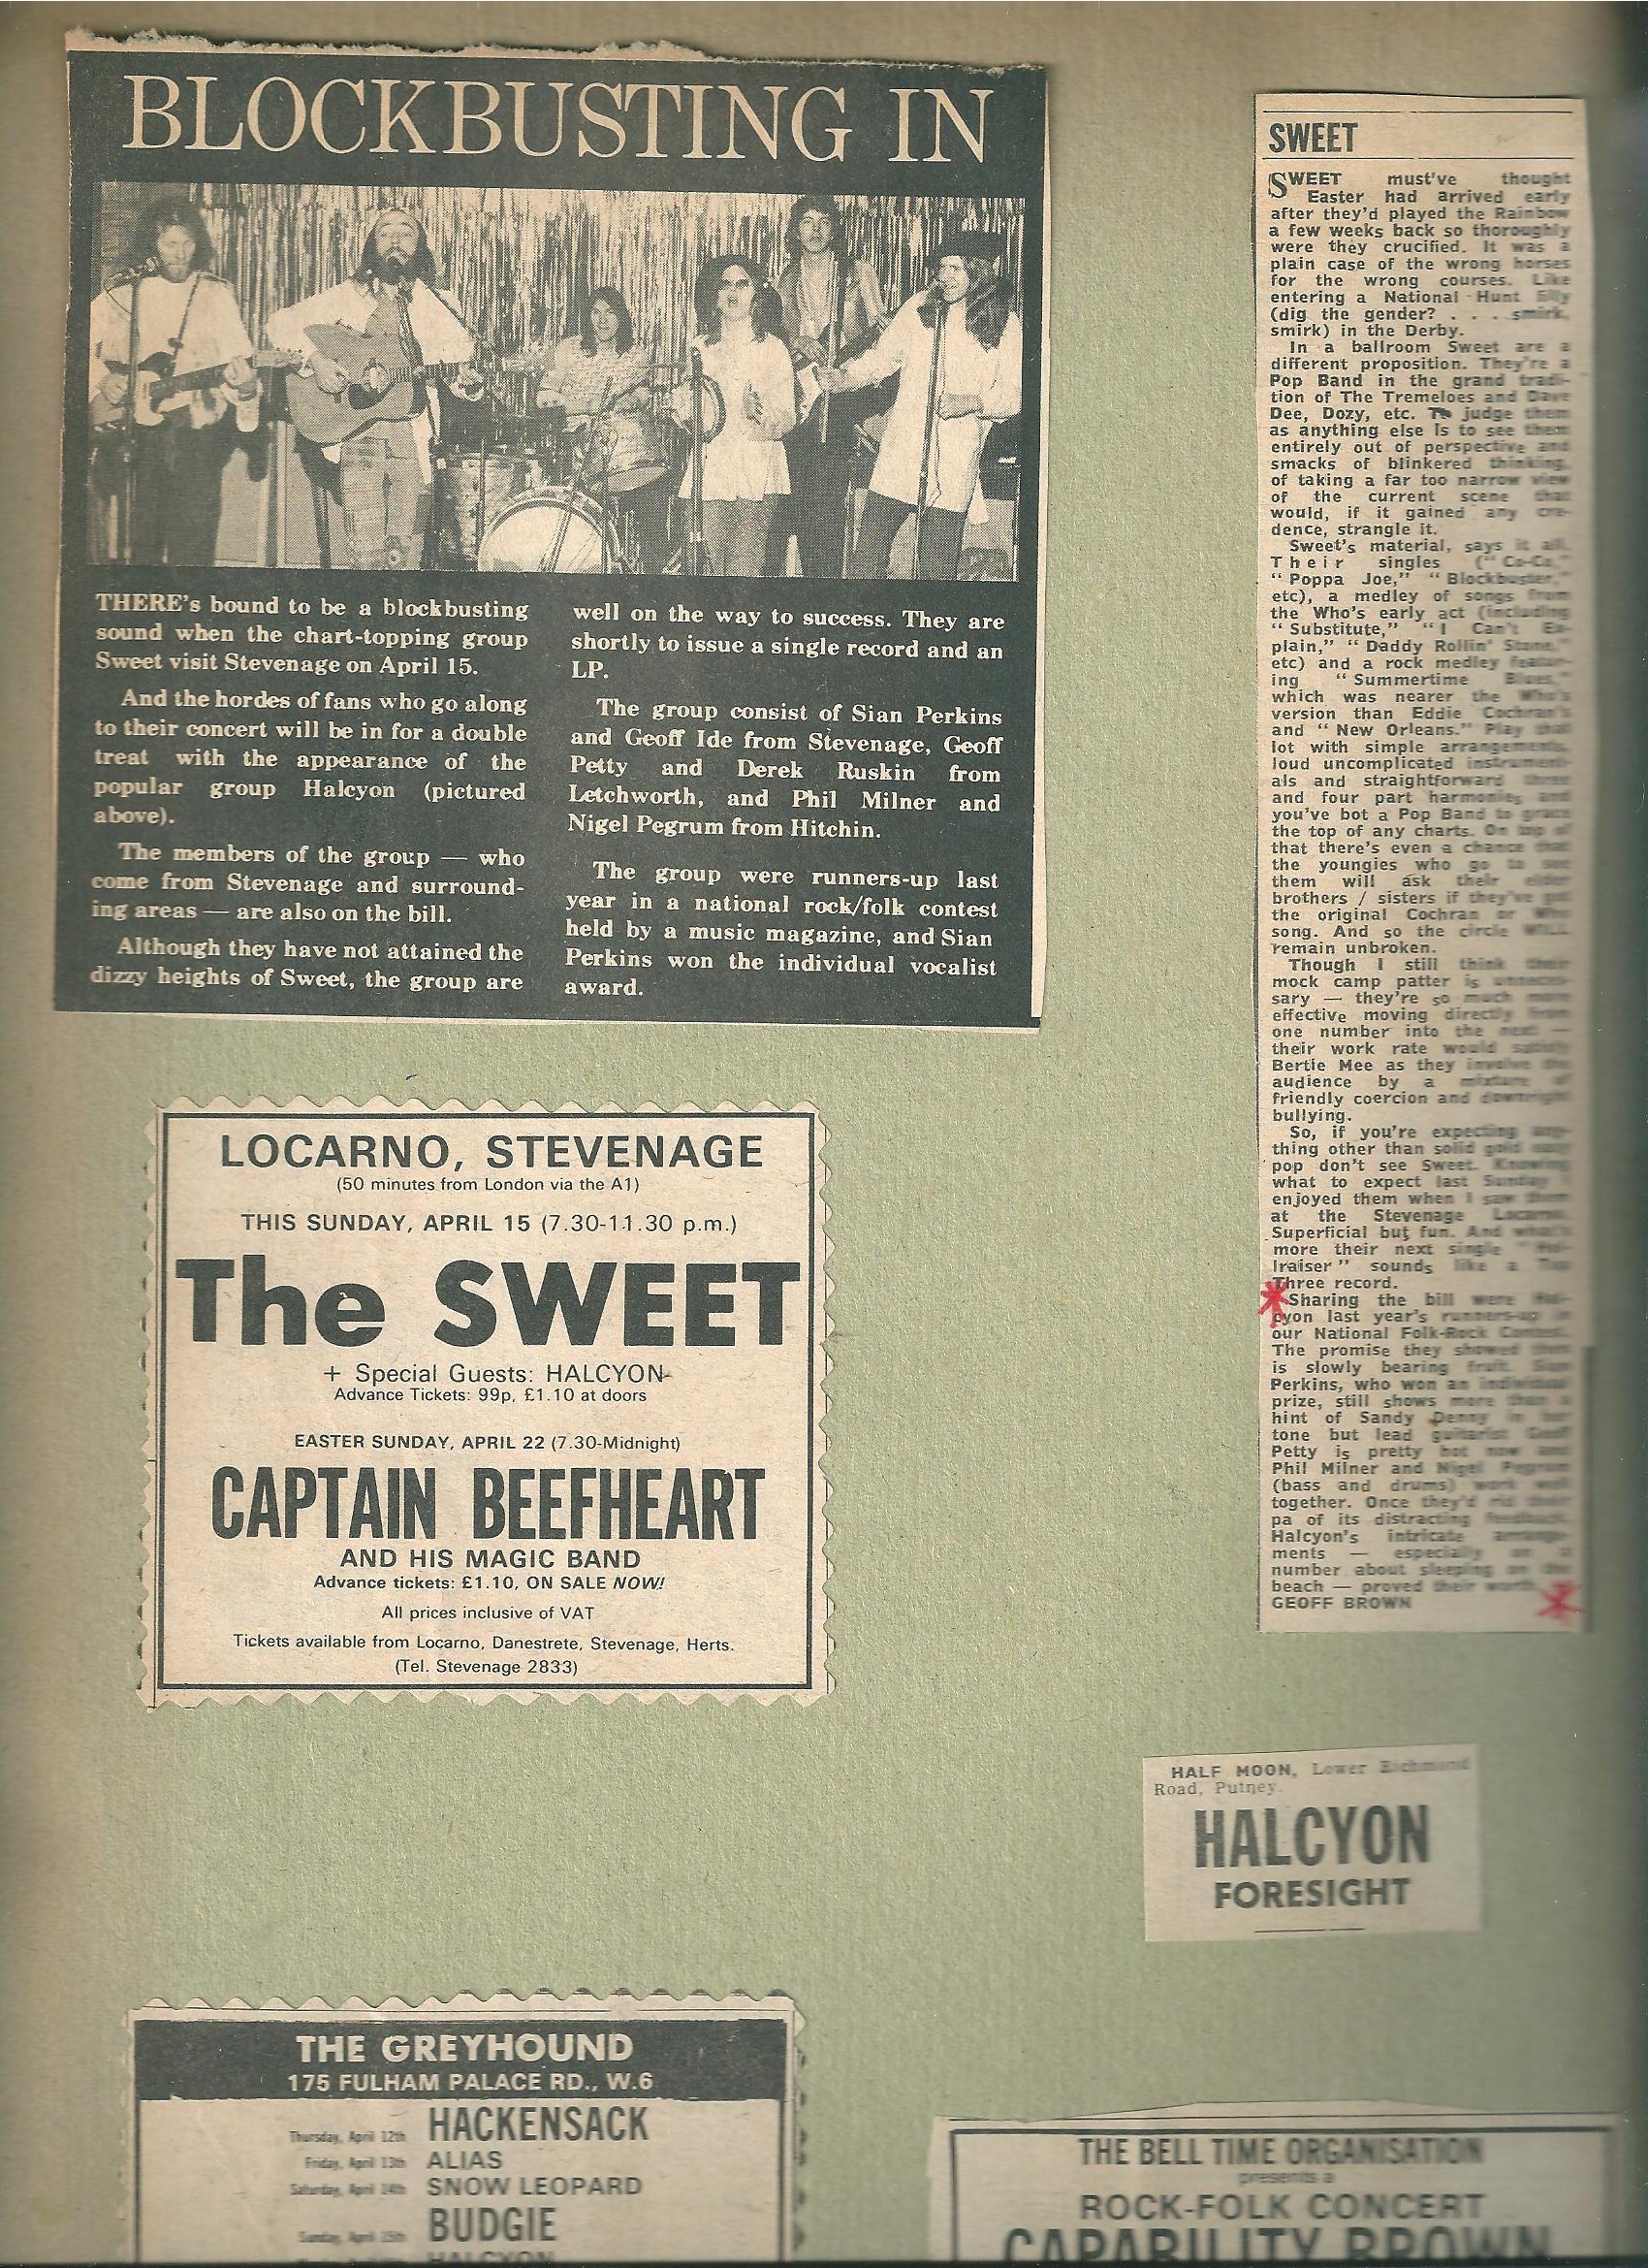 BLOCKBUSTING IN
THERE's bound to be a blockbusting
sound when the chart-topping group
Sweet visit Stevenage on April 15.
And the hordes of fans who go along
to their concert will be in for a double
treat with the appearance of the
popular group Halcyon (pictured
above).
The members of the group — who
come from Stevenage and surround-
ing areas — are also on the bill.
Although they have not attained the
dizzy heights of Sweet, the group are
well on the way to success. They are
shortly to issue a single record and an
LP.
The group consist of Sian Perkins
and Geoff Ide from Stevenage, Geoff
Petty and Derek Ruskin from
Letchworth, and Phil Milner and
Nigel Pegrum from Hitchin.
The group were runners-up last
year in a national rock/folk contest
held by a music magazine, and Sian
Perkins won the individual vocalist
award.
SWEET
SWEET must've thought
Easter had arrived early
after they'd played the Rainbow
a few weeks back so thoroughly
were they crucified. It was a
plain case of the wrong horses
for the wrong courses. Like
entering a National Hunt filly
(dig the gender? . . . smirk,
smirk) in the Derby.
In a ballroom Sweet are a
different proposition. They're a
Pop Band in the grand tradi-
tion of The Tremeloes and Dave
Dee, Dozy, etc. To judge them
as anything else is to see them
entirely out of perspective and
smacks of blinkered thinking,
of taking a far too narrow view
of the current scene that
would, if it gained any cre-
dence, strangle it.
Sweet's material, says it all.
Their singles ("Co-Co,"
"Poppa Joe," "Blockbuster,"
etc), a medley of songs from
the Who's early act (including
"Substitute," "I Can't Ex-
plain," "Daddy Rollin' Stone,"
etc) and a rock medley featur-
ing "Summertime Blues,"
which was nearer the Who's
version than Eddie Cochran's
and "New Orleans." Play that
lot with simple arrangements,
loud uncomplicated instrument-
als and straightforward three
and four part harmonies and
you've bot a Pop Band to grace
the top of any charts. On top of
that there's even a chance that
the youngies who go to see
them will ask their elder
brothers / sisters if they've got
the original Cochran or Who
song. And so the circle WILL
remain unbroken.
Though I still think their
mock camp patter is unneces-
sary — they're so much more
effective moving directly from
one number into the next —
their work rate would satisfy
Bertie Mee as they involve the
audience by a mixture of
friendly coercion and downright
bullying.
So, if you're expecting any-
thing other than solid gold easy
pop don't see Sweet. Knowing
what to expect last Sunday I
enjoyed them when I saw them
at the Stevenage Locarno.
Superficial but fun. And what's
more their next single "Hel-
lraiser" sounds like a Top
Three record.
Sharing the bill were Hal-
cyon last year's runners-up in
our National Folk-Rock Contest.
The promise they showed then
is slowly bearing fruit. Sian
Perkins, who won an individual
prize, still shows more than a
hint of Sandy Denny in her
tone but lead guitarist Geoff
Petty is pretty hot now and
Phil Milner and Nigel Pegrum
(bass and drums) work well
together. Once they'd rid their
pa of its distracting feedback,
Halcyon's intricate arrange-
ments — especially on a
number about sleeping on the
beach — proved their worth.
GEOFF BROWN
LOCARNO, STEVENAGE
(50 minutes from London via the A1)
THIS SUNDAY, APRIL 15 (7.30-11.30 p.m.)
The SWEET
+ Special Guests: HALCYON
Advance Tickets: 99p, £1.10 at doors
EASTER SUNDAY, APRIL 22 (7.30-Midnight)
CAPTAIN BEEFHEART
AND HIS MAGIC BAND
Advance tickets: £1.10, ON SALE NOW!
All prices inclusive of VAT
Tickets available from Locarno, Danestrete, Stevenage, Herts.
(Tel. Stevenage 2833)
HALF MOON, Lower Richmond
Road, Putney.
HALCYON
FORESIGHT
THE GREYHOUND
175 FULHAM PALACE RD., W.6
Thursday, April 12th HACKENSACK
Friday, April 13th ALIAS
Saturday, April 14th SNOW LEOPARD
Sunday, April 15th BUDGIE
HALCYON
THE BELL TIME ORGANISATION
presents a
ROCK-FOLK CONCERT
CAPABILITY BROWN